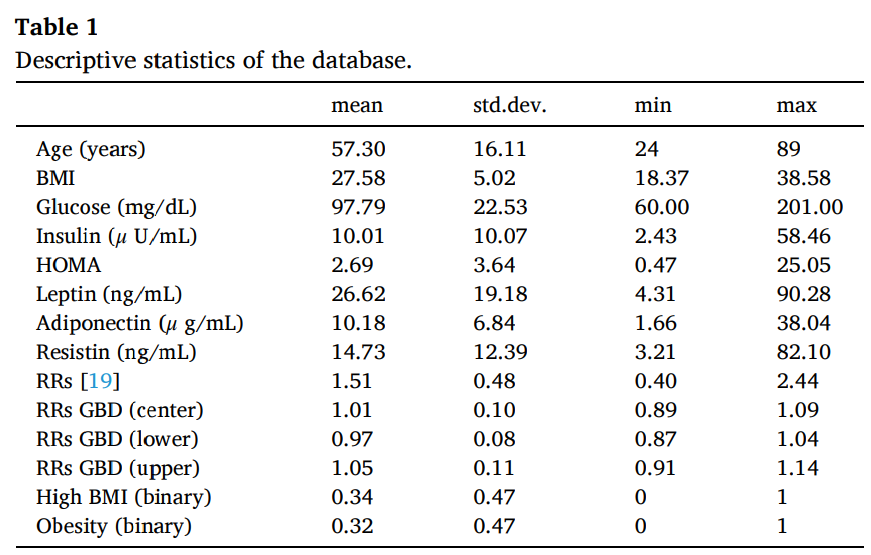 Table 1
Descriptive statistics of the database.
mean std.dev. min max
Age (years) 57.30 16.11 24 89
BMI 27.58 5.02 18.37 38.58
Glucose (mg/dL) 97.79 22.53 60.00 201.00
Insulin (μ U/mL) 10.01 10.07 2.43 58.46
HOMA 2.69 3.64 0.47 25.05
Leptin (ng/mL) 26.62 19.18 4.31 90.28
Adiponectin (μ g/mL) 10.18 6.84 1.66 38.04
Resistin (ng/mL) 14.73 12.39 3.21 82.10
RRs [19] 1.51 0.48 0.40 2.44
RRs GBD (center) 1.01 0.10 0.89 1.09
RRs GBD (lower) 0.97 0.08 0.87 1.04
RRs GBD (upper) 1.05 0.11 0.91 1.14
High BMI (binary) 0.34 0.47 0 1
Obesity (binary) 0.32 0.47 0 1